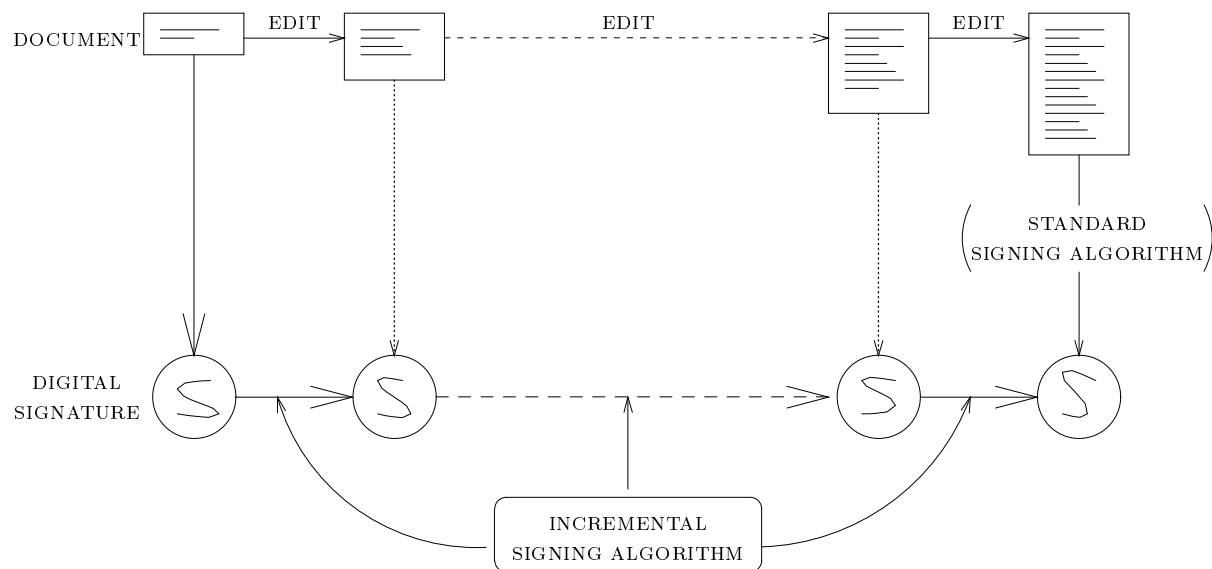 EDIT
EDIT
EDIT
DOCUMENT
STANDARD
SIGNING ALGORITHM
DIGITAL
SIGNATURE
INCREMENTAL
SIGNING ALGORITHM